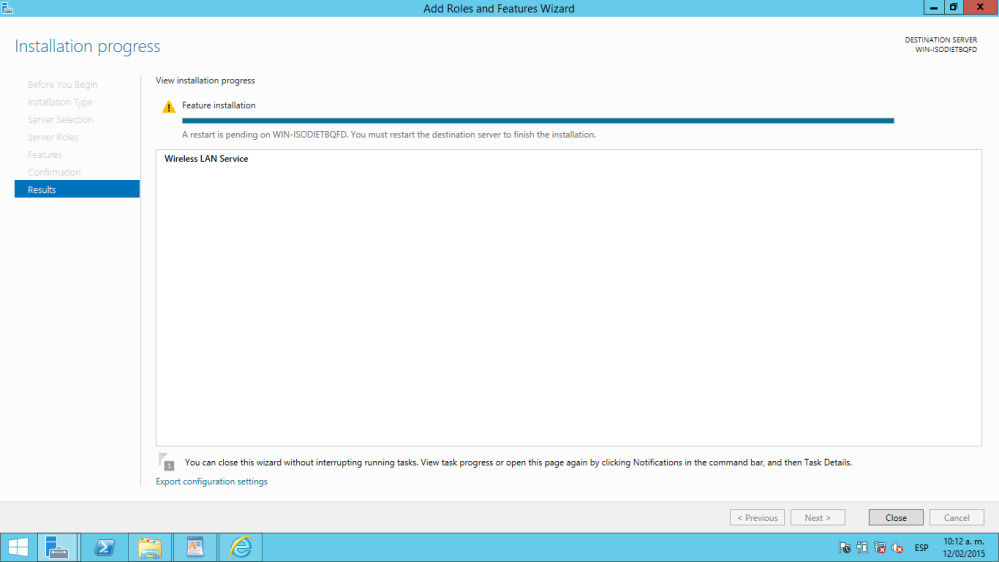 Add Roles and Features Wizard
Installation progress
DESTINATION SERVER
WIN-ISODIETBQFD
Before You Begin
Installation Type
Server Selection
Server Roles
Features
Confirmation
Results
View installation progress
Feature installation
A restart is pending on WIN-ISODIETBQFD. You must restart the destination server to finish the installation.
Wireless LAN Service
1
You can close this wizard without interrupting running tasks. View task progress or open this page again by clicking Notifications in the command bar, and then Task Details.
Export configuration settings
< Previous
Next >
Close
Cancel
ESP
10:12 a. m.
12/02/2015